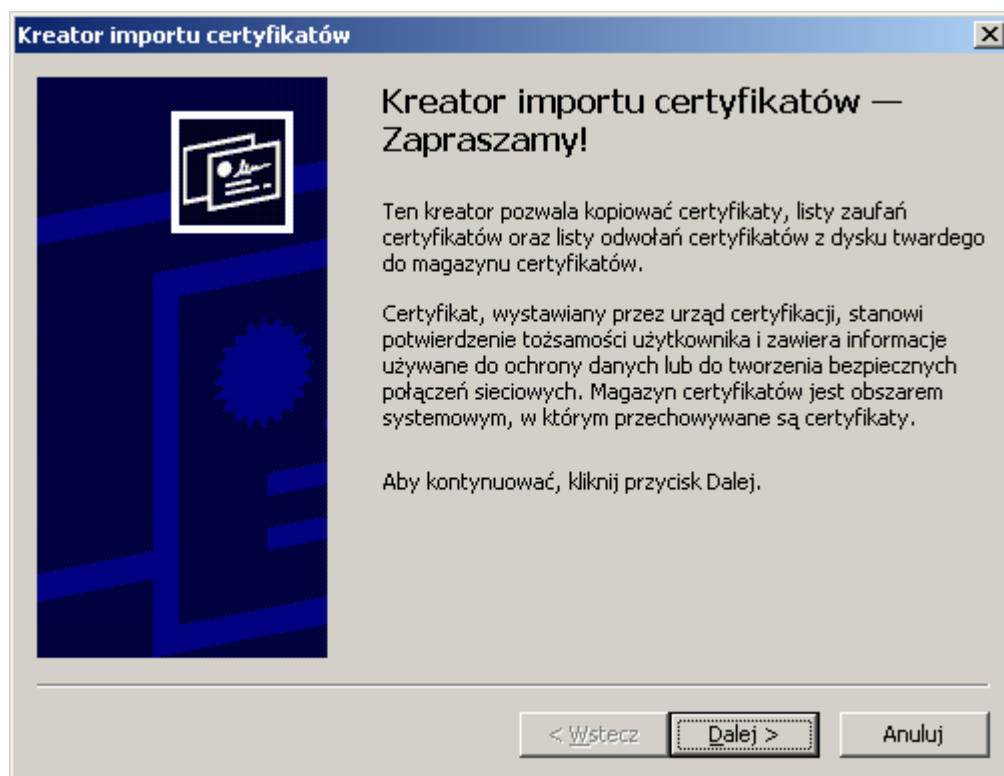 Kreator importu certyfikatów
Kreator importu certyfikatów —
Zapraszamy!
Ten kreator pozwala kopiować certyfikaty, listy zaufań
certyfikatów oraz listy odwołań certyfikatów z dysku twardego
do magazynu certyfikatów.
Certyfikat, wystawiany przez urząd certyfikacji, stanowi
potwierdzenie tożsamości użytkownika i zawiera informacje
używane do ochrony danych lub do tworzenia bezpiecznych
połączeń sieciowych. Magazyn certyfikatów jest obszarem
systemowym, w którym przechowywane są certyfikaty.
Aby kontynuować, kliknij przycisk Dalej.
< Wstecz Dalej > Anuluj